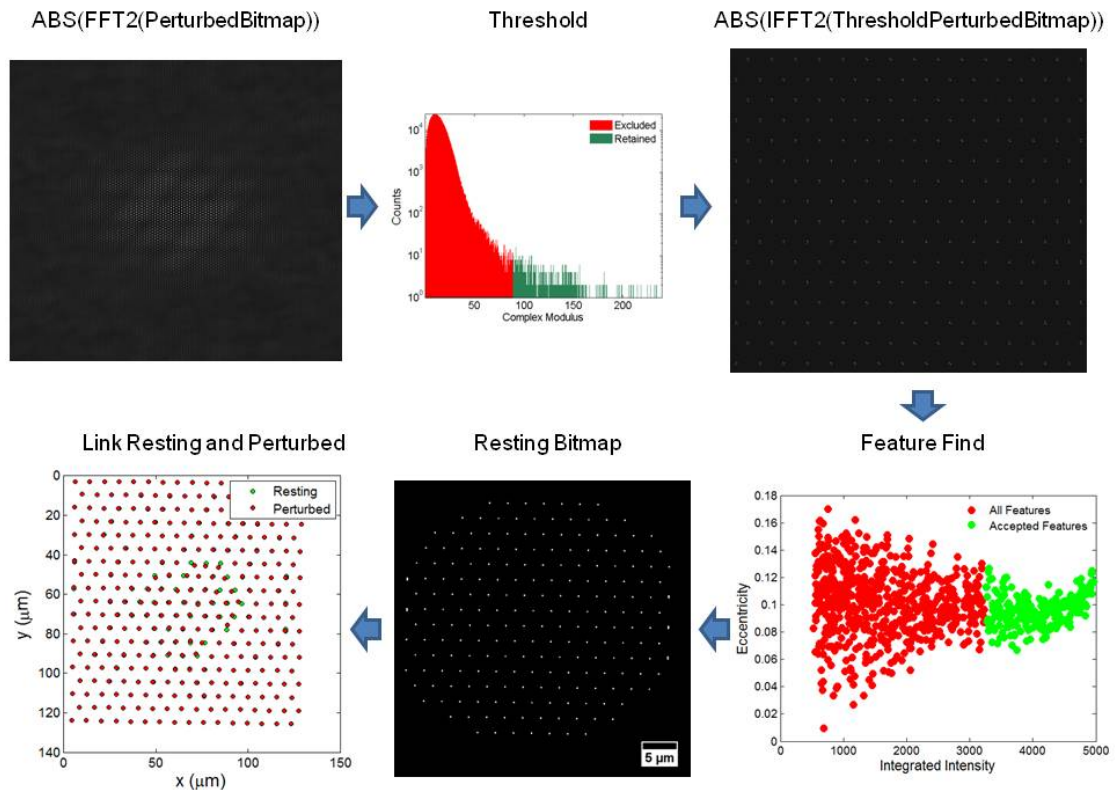 ABS(FFT2(PerturbedBitmap))
Threshold
ABS(IFFT2(ThresholdPerturbedBitmap))
Excluded
Retained
10^4
10^3
10^2
10^1
10^0
Counts
50 100 150 200
Complex Modulus
Link Resting and Perturbed
Resting Bitmap
Feature Find
0
20
40
60
80
100
120
140
y (μm)
Resting
Perturbed
0 50 100 150
x (μm)
5 μm
0.18
0.16
0.14
0.12
0.1
0.08
0.06
0.04
0.02
0
Eccentricity
All Features
Accepted Features
0 1000 2000 3000 4000 5000
Integrated Intensity